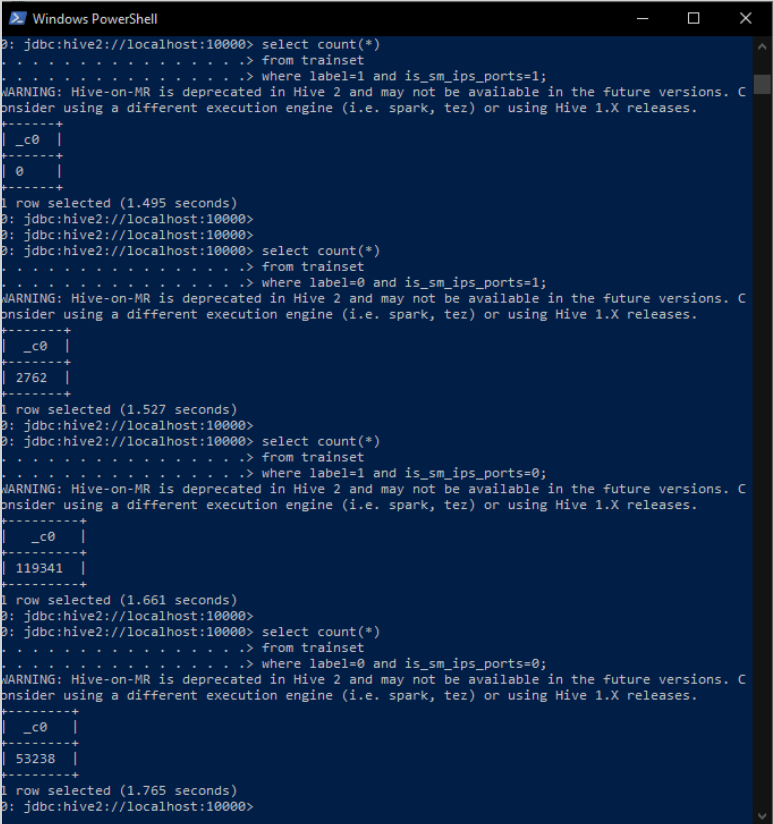 Windows PowerShell
0: jdbc:hive2://localhost:10000> select count(*)
. . . . . . . . . . . . . . . .> from trainset
. . . . . . . . . . . . . . . .> where label=1 and is_sm_ips_ports=1;
WARNING: Hive-on-MR is deprecated in Hive 2 and may not be available in the future versions. C
onsider using a different execution engine (i.e. spark, tez) or using Hive 1.X releases.
+------+
| _c0  |
+------+
| 0    |
+------+
1 row selected (1.495 seconds)
0: jdbc:hive2://localhost:10000>
0: jdbc:hive2://localhost:10000>
0: jdbc:hive2://localhost:10000> select count(*)
. . . . . . . . . . . . . . . .> from trainset
. . . . . . . . . . . . . . . .> where label=0 and is_sm_ips_ports=1;
WARNING: Hive-on-MR is deprecated in Hive 2 and may not be available in the future versions. C
onsider using a different execution engine (i.e. spark, tez) or using Hive 1.X releases.
+-------+
|  _c0  |
+-------+
| 2762  |
+-------+
1 row selected (1.527 seconds)
0: jdbc:hive2://localhost:10000>
0: jdbc:hive2://localhost:10000> select count(*)
. . . . . . . . . . . . . . . .> from trainset
. . . . . . . . . . . . . . . .> where label=1 and is_sm_ips_ports=0;
WARNING: Hive-on-MR is deprecated in Hive 2 and may not be available in the future versions. C
onsider using a different execution engine (i.e. spark, tez) or using Hive 1.X releases.
+---------+
|   _c0   |
+---------+
| 119341  |
+---------+
1 row selected (1.661 seconds)
0: jdbc:hive2://localhost:10000>
0: jdbc:hive2://localhost:10000> select count(*)
. . . . . . . . . . . . . . . .> from trainset
. . . . . . . . . . . . . . . .> where label=0 and is_sm_ips_ports=0;
WARNING: Hive-on-MR is deprecated in Hive 2 and may not be available in the future versions. C
onsider using a different execution engine (i.e. spark, tez) or using Hive 1.X releases.
+--------+
|  _c0   |
+--------+
| 53238  |
+--------+
1 row selected (1.765 seconds)
0: jdbc:hive2://localhost:10000>